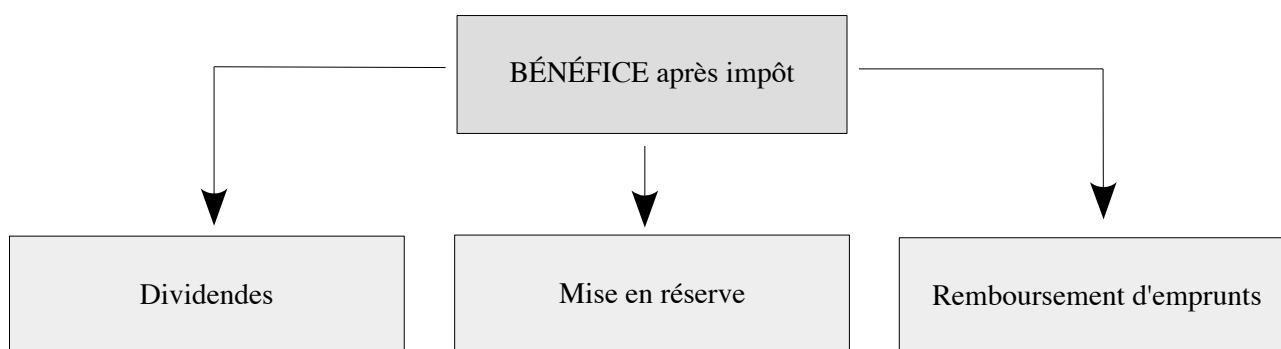 BÉNÉFICE après impôt
Dividendes
Mise en réserve
Remboursement d'emprunts